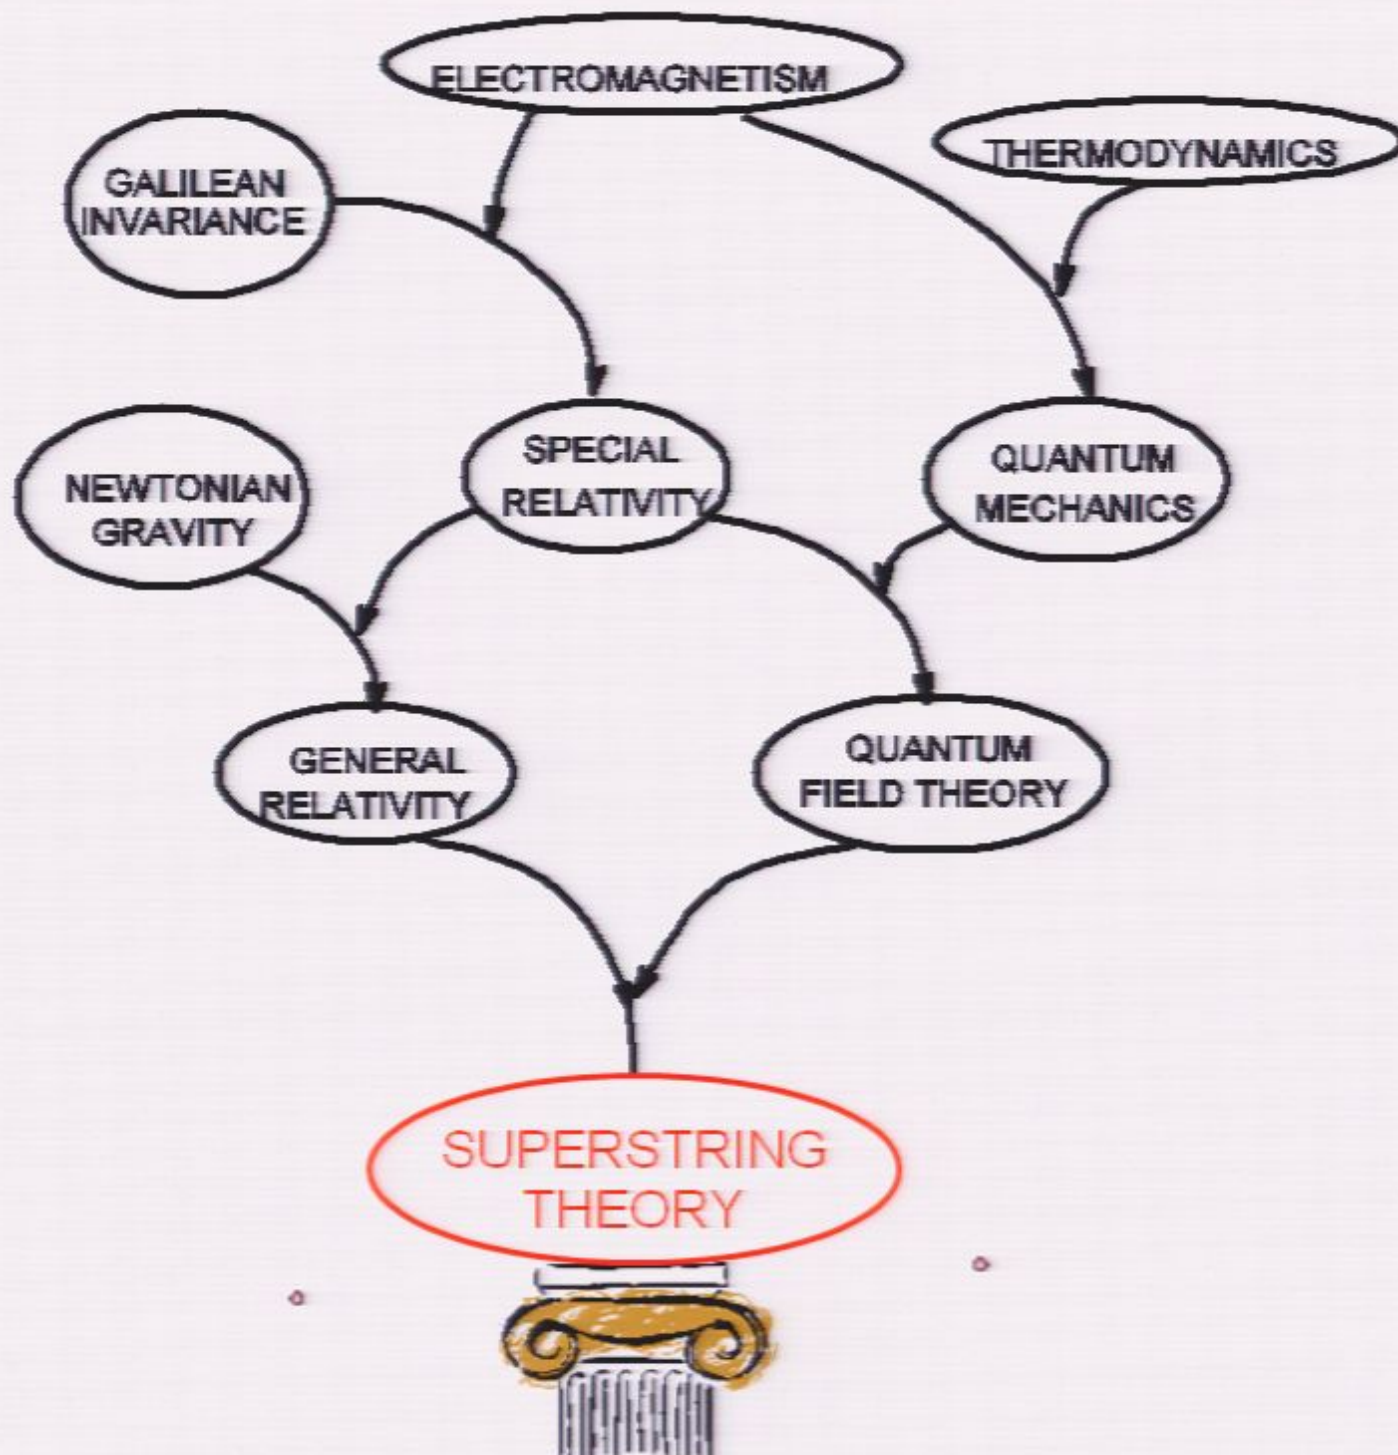 ELECTROMAGNETISM
THERMODYNAMICS
GALILEAN
INVARIANCE
NEWTONIAN
GRAVITY
SPECIAL
RELATIVITY
QUANTUM
MECHANICS
GENERAL
RELATIVITY
QUANTUM
FIELD THEORY
SUPERSTRING
THEORY